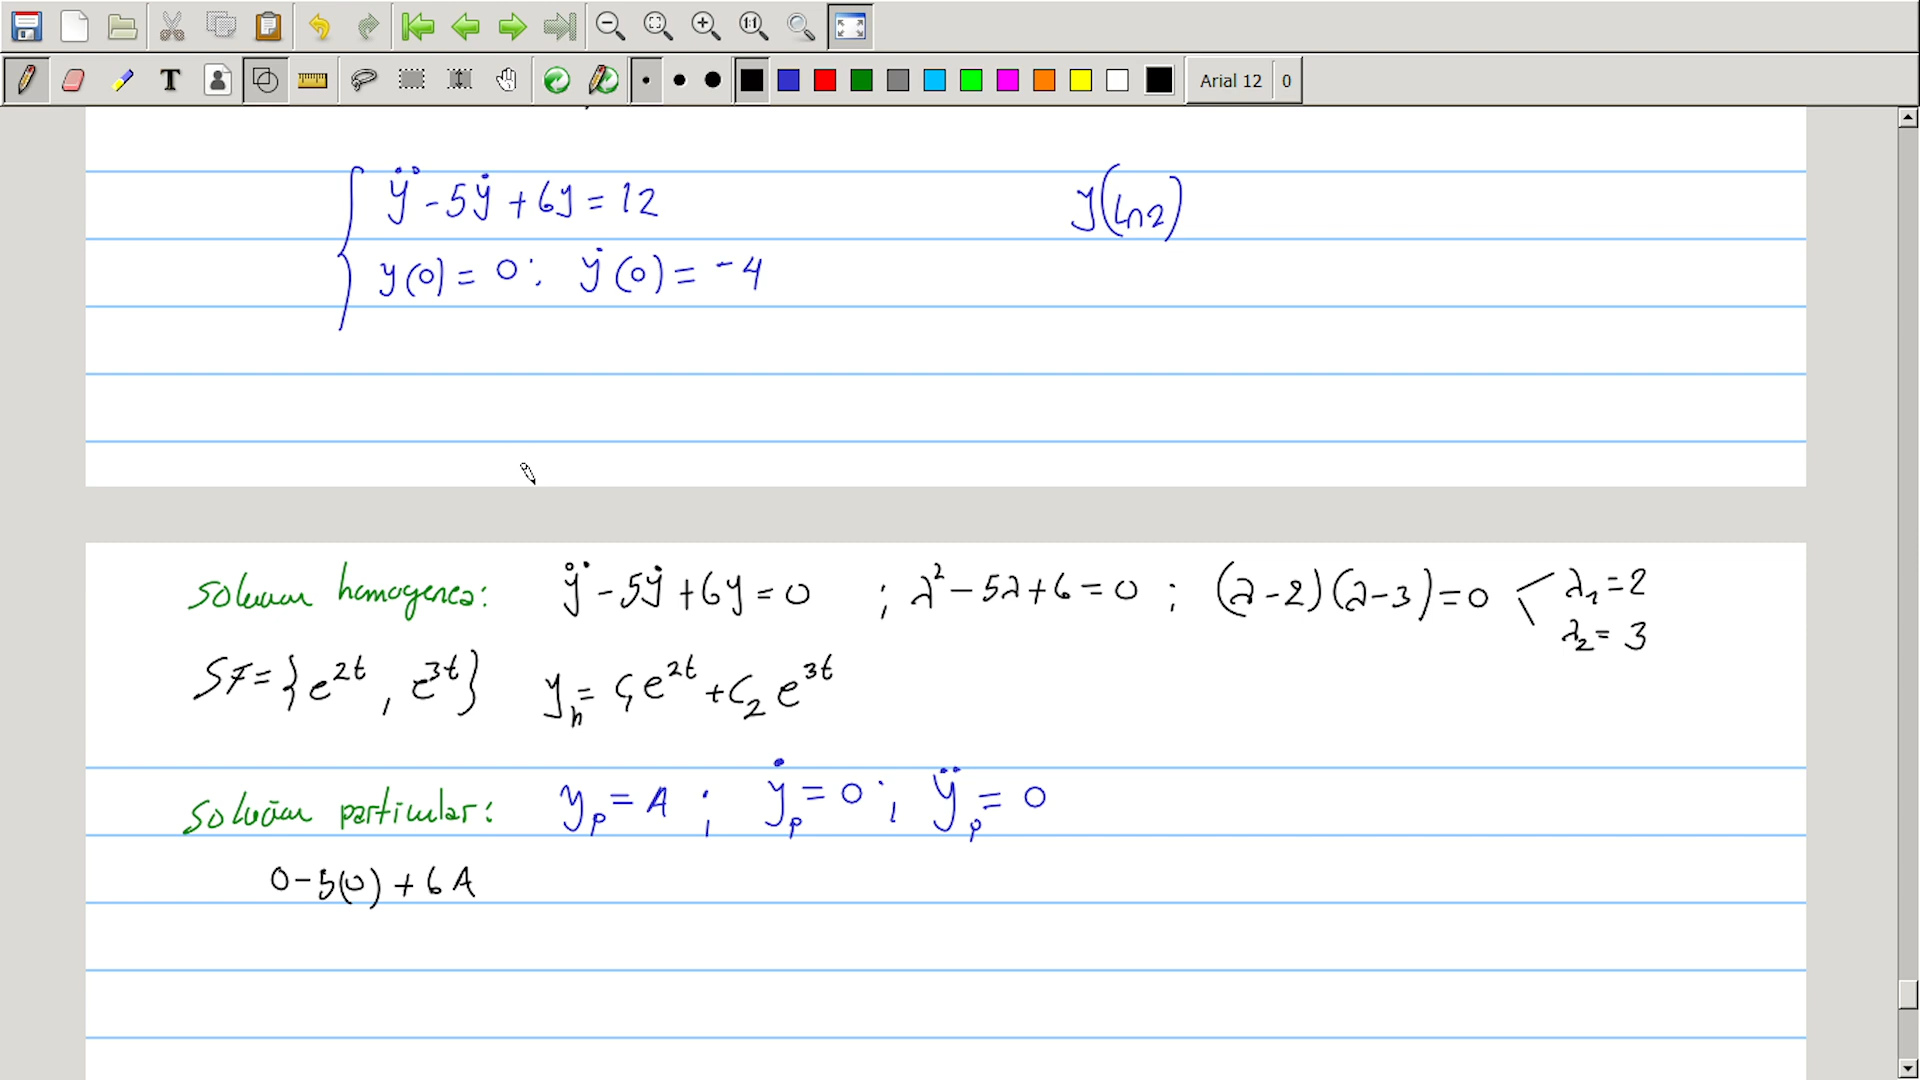 Arial 12 0
ÿ - 5ẏ + 6y = 12
y(ln2)
y(0) = 0; ẏ(0) = -4
homogenea: ÿ - 5ẏ + 6y = 0 ; λ² - 5λ + 6 = 0 ; (λ-2)(λ-3) = 0 < λ₁ = 2
λ₂ = 3
SF = {e^{2t}, e^{3t}} y_h = C₁e^{2t} + C₂e^{3t}
solución particular: y_p = A ; ẏ_p = 0 ; ÿ_p = 0
0 - 5(0) + 6A